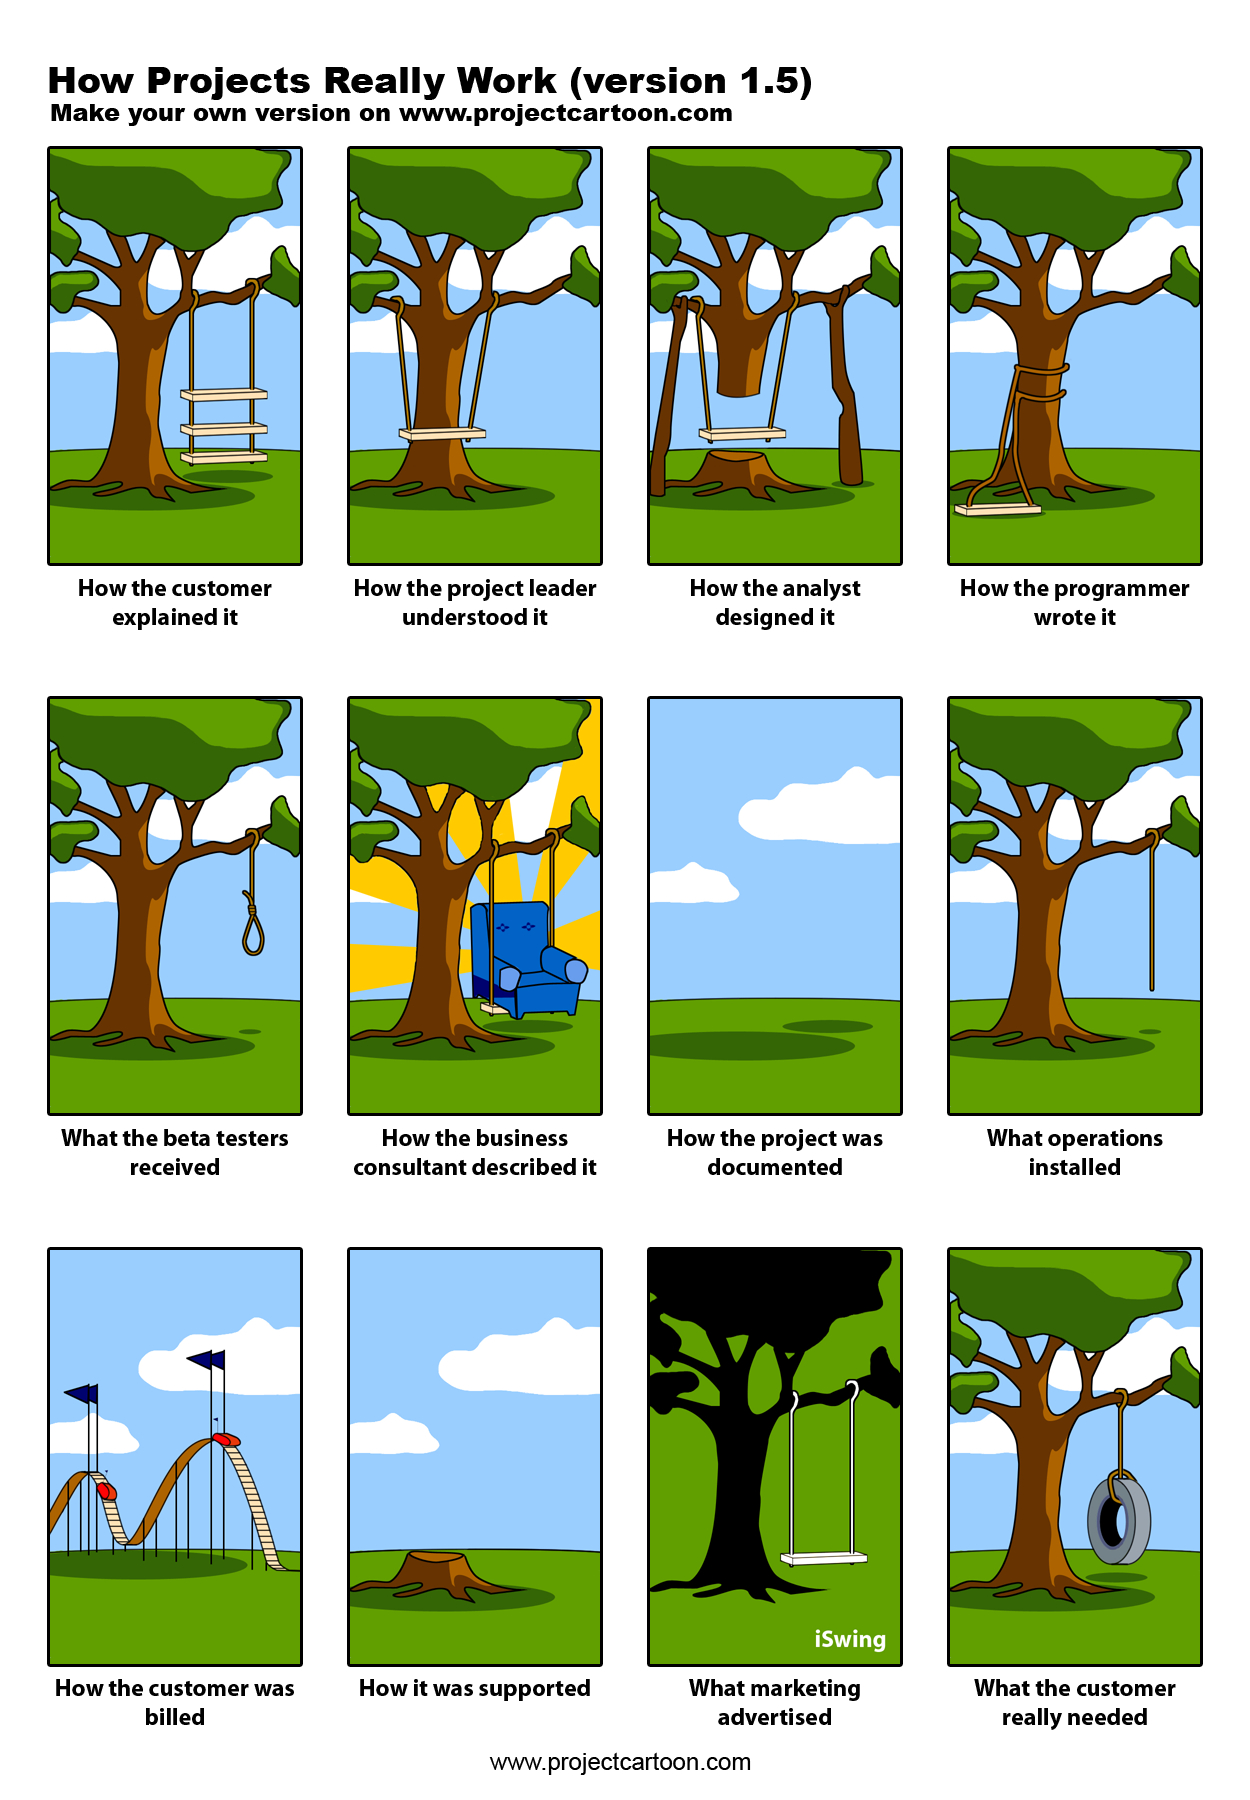 How Projects Really Work (version 1.5)
Make your own version on www.projectcartoon.com
How the customer
explained it
How the project leader
understood it
How the analyst
designed it
How the programmer
wrote it
What the beta testers
received
How the business
consultant described it
How the project was
documented
What operations
installed
How the customer was
billed
How it was supported
iSwing
What marketing
advertised
What the customer
really needed
www.projectcartoon.com